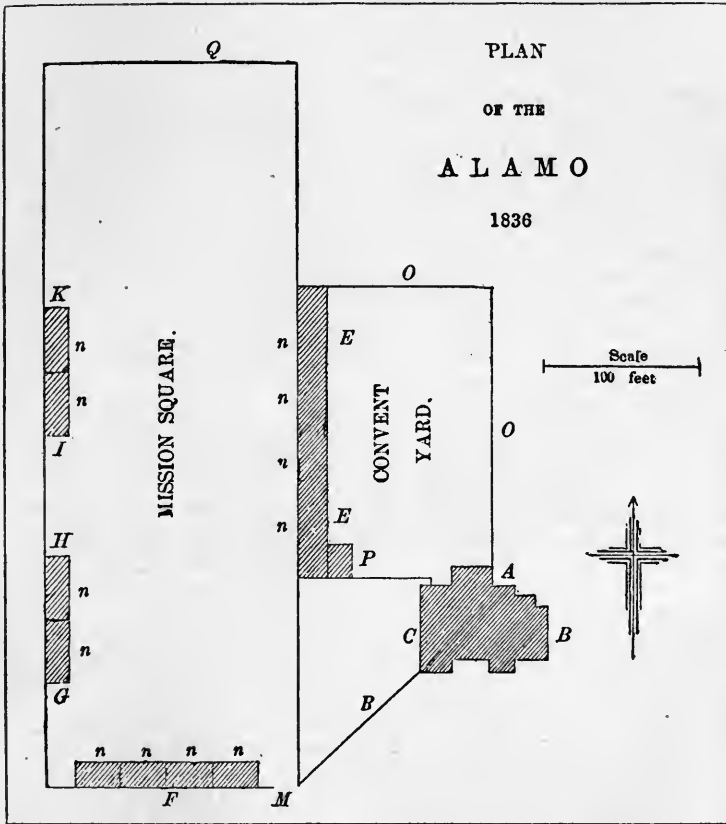 Q
PLAN
OF THE
ALAMO
1836
O
K
n
E
n
MISSION SQUARE.
n
Scale
100 feet
n
CONVENT
YARD.
O
n
I
n
n
E
H
P
A
n
C
B
n
G
B
n n n n
F
M